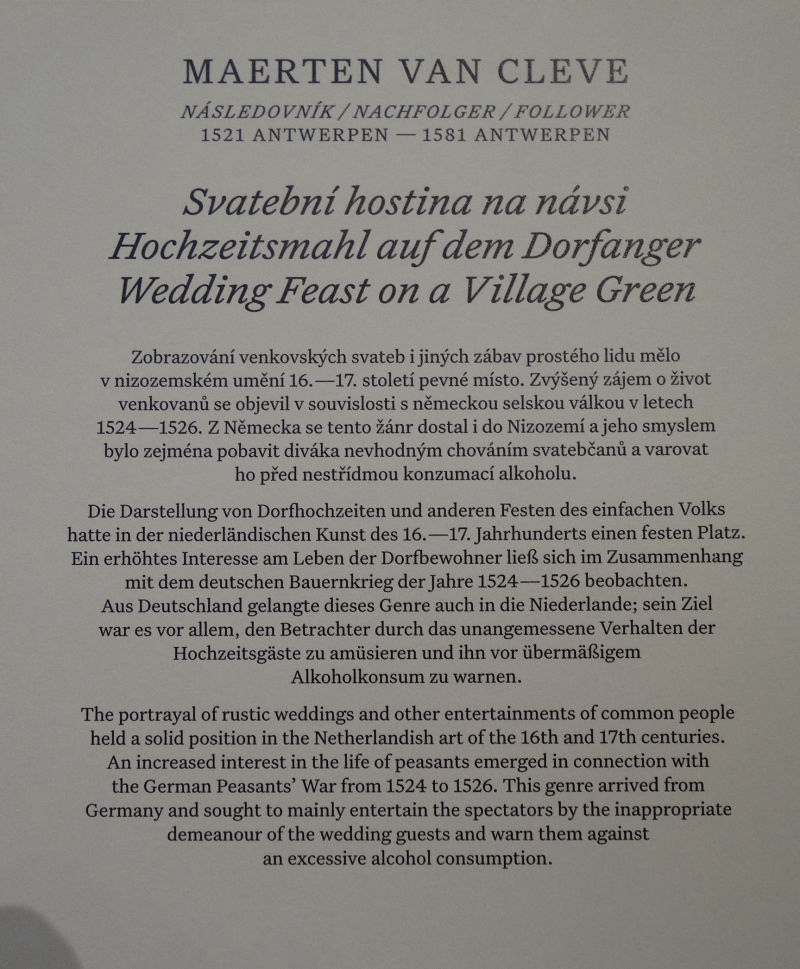 MAERTEN VAN CLEVE
NÁSLEDOVNÍK / NACHFOLGER / FOLLOWER
1521 ANTWERPEN — 1581 ANTWERPEN
Svatební hostina na návsi
Hochzeitsmahl auf dem Dorfanger
Wedding Feast on a Village Green
Zobrazování venkovských svateb i jiných zábav prostého lidu mělo
v nizozemském umění 16.—17. století pevné místo. Zvýšený zájem o život
venkovanů se objevil v souvislosti s německou selskou válkou v letech
1524—1526. Z Německa se tento žánr dostal i do Nizozemí a jeho smyslem
bylo zejména pobavit diváka nevhodným chováním svatebčanů a varovat
ho před nestřídmou konzumací alkoholu.
Die Darstellung von Dorfhochzeiten und anderen Festen des einfachen Volks
hatte in der niederländischen Kunst des 16.—17. Jahrhunderts einen festen Platz.
Ein erhöhtes Interesse am Leben der Dorfbewohner ließ sich im Zusammenhang
mit dem deutschen Bauernkrieg der Jahre 1524—1526 beobachten.
Aus Deutschland gelangte dieses Genre auch in die Niederlande; sein Ziel
war es vor allem, den Betrachter durch das unangemessene Verhalten der
Hochzeitsgäste zu amüsieren und ihn vor übermäßigem
Alkoholkonsum zu warnen.
The portrayal of rustic weddings and other entertainments of common people
held a solid position in the Netherlandish art of the 16th and 17th centuries.
An increased interest in the life of peasants emerged in connection with
the German Peasants’ War from 1524 to 1526. This genre arrived from
Germany and sought to mainly entertain the spectators by the inappropriate
demeanour of the wedding guests and warn them against
an excessive alcohol consumption.